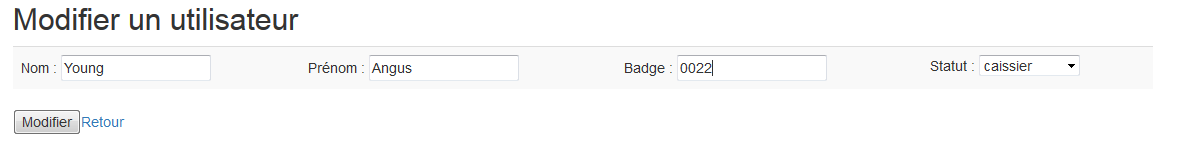 Modifier un utilisateur
Nom : Young Prénom : Angus Badge : 0022 Statut : caissier
Modifier Retour